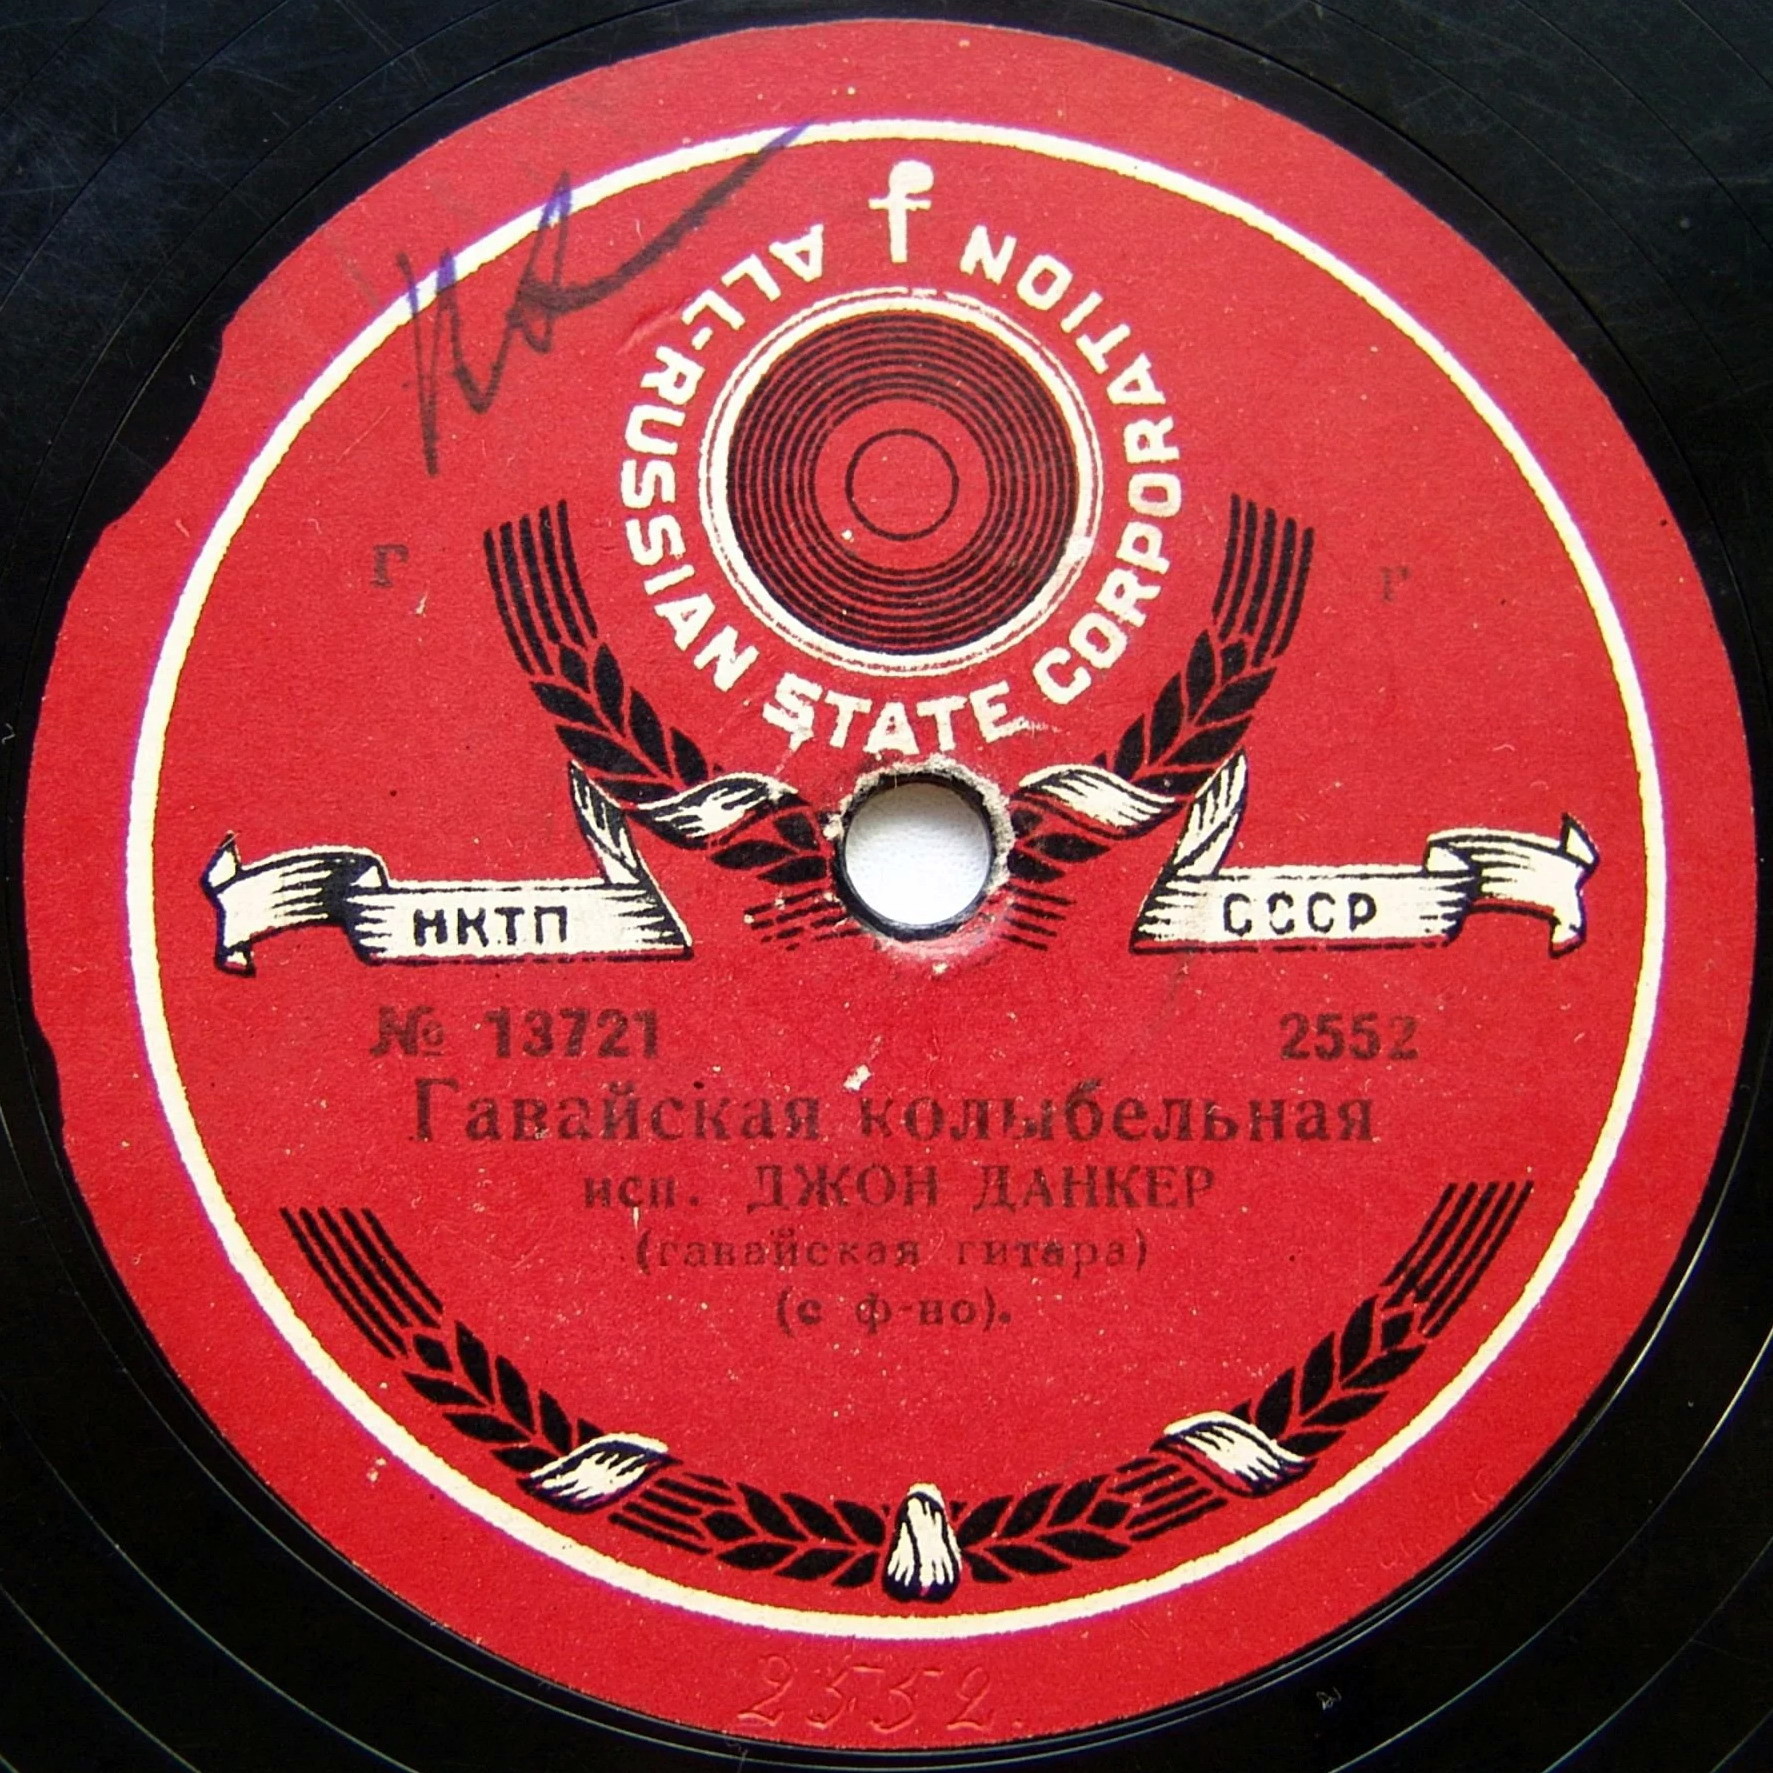 ALL-RUSSIAN STATE CORPORATION
Г Г
НКТП СССР
№ 13721 2552
Гавайская колыбельная
исп. ДЖОН ДАНКЕР
(гавайская гитара)
(с ф-но).
2552.